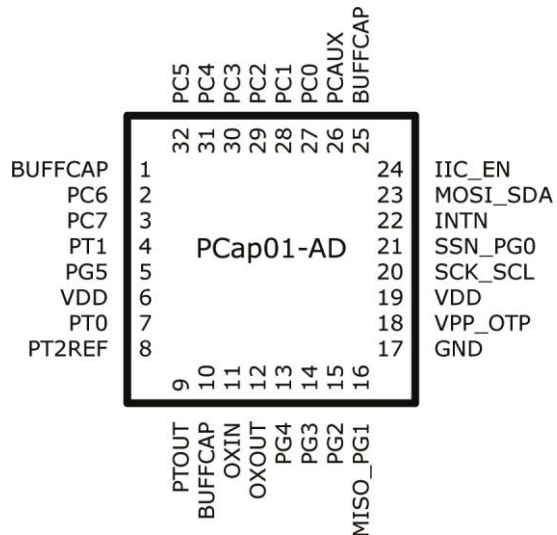 PC5 PC4 PC3 PC2 PC1 PC0 PCAUX BUFFCAP
32 31 30 29 28 27 26 25
BUFFCAP 1 24 IIC_EN
PC6 2 23 MOSI_SDA
PC7 3 22 INTN
PT1 4 PCap01-AD 21 SSN_PG0
PG5 5 20 SCK_SCL
VDD 6 19 VDD
PT0 7 18 VPP_OTP
PT2REF 8 17 GND
9 10 11 12 13 14 15 16
PTOUT BUFFCAP OXIN OXOUT PG4 PG3 PG2 MISO_PG1